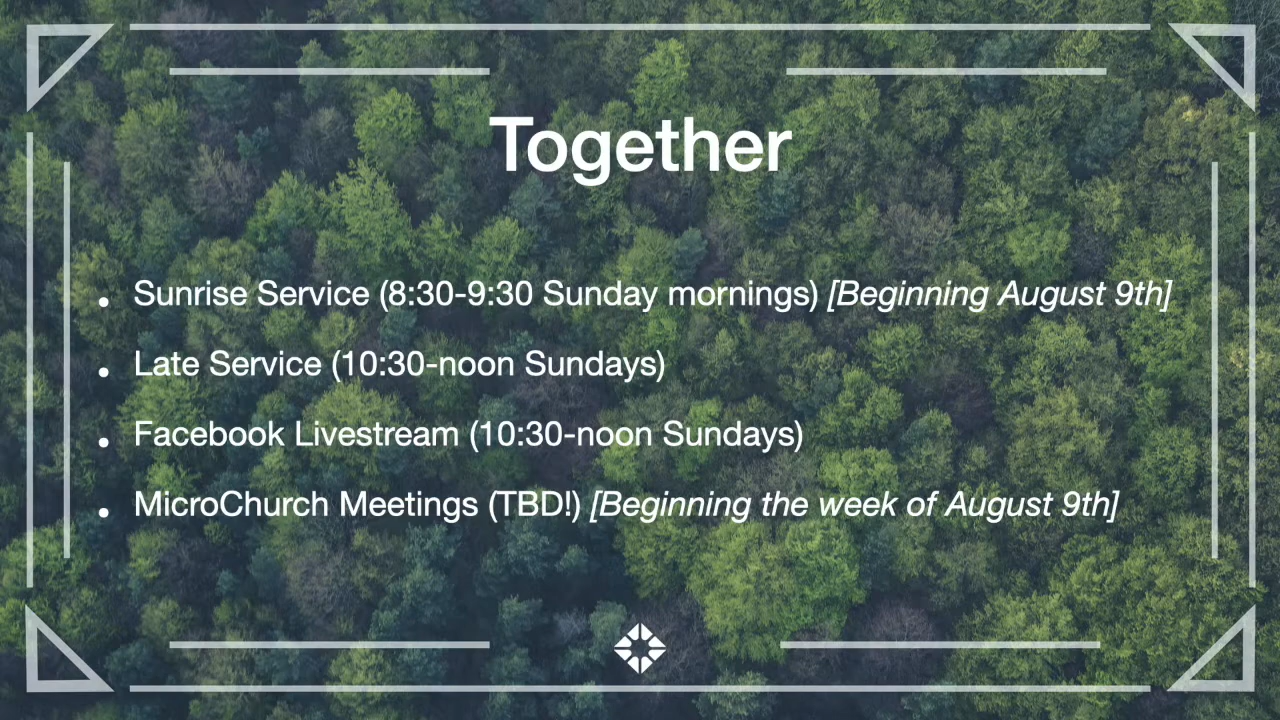 Together
• Sunrise Service (8:30-9:30 Sunday mornings) [Beginning August 9th]
• Late Service (10:30-noon Sundays)
• Facebook Livestream (10:30-noon Sundays)
• MicroChurch Meetings (TBD!) [Beginning the week of August 9th]